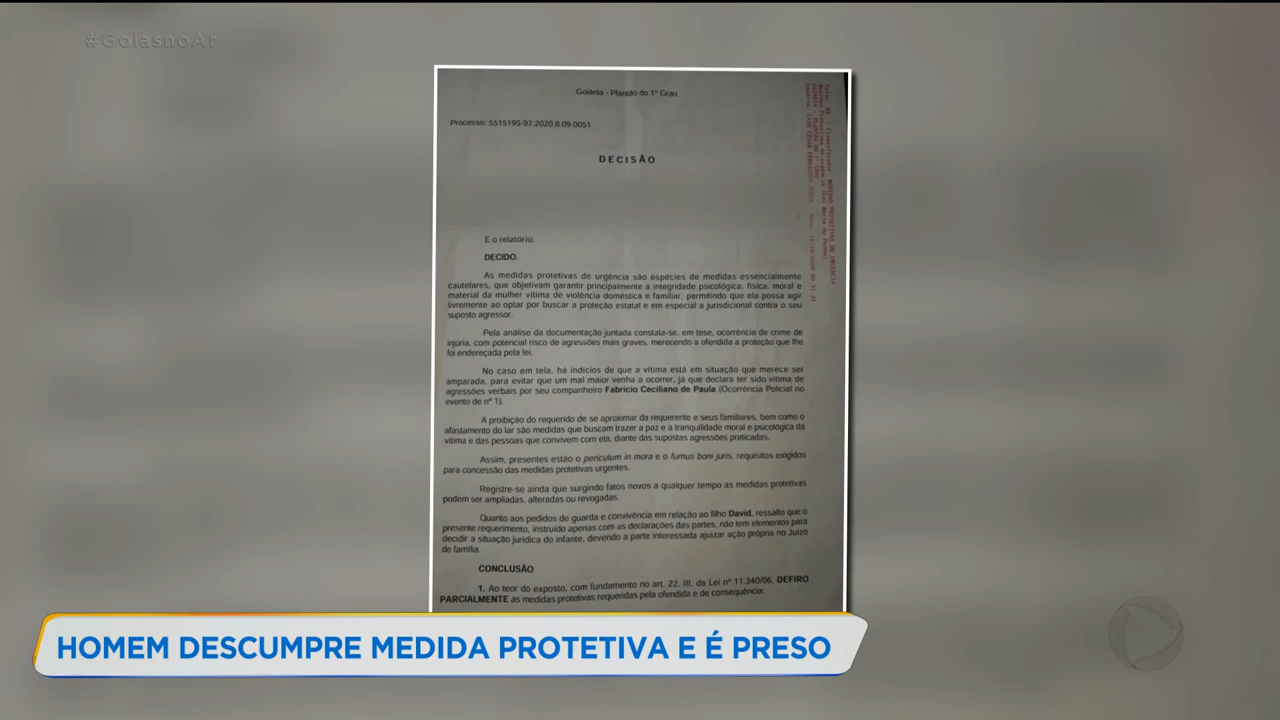 #GoiásnoAr
Goiânia - Plantão do 1º Grau
Processo: 5515195-97.2020.8.09.0051
DECISÃO
É o relatório.
DECIDO.
As medidas protetivas de urgência são espécies de medidas essencialmente
cautelares, que objetivam garantir principalmente a integridade psicológica, física, moral e
material da mulher vítima de violência doméstica e familiar, permitindo que ela possa agir
livremente ao optar por buscar a proteção estatal e em especial a jurisdicional contra o seu
suposto agressor.
Pela análise da documentação juntada constata-se, em tese, ocorrência de crime de
injúria, com potencial risco de agressões mais graves, merecendo a ofendida a proteção que lhe
foi endereçada pela lei.
No caso em tela, há indícios de que a vítima está em situação que merece ser
amparada, para evitar que um mal maior venha a ocorrer, já que declara ter sido vítima de
agressões verbais por seu companheiro Fabricio Ceciliano de Paula (Ocorrência Policial no
evento de nº 1).
A proibição do requerido de se aproximar da requerente e seus familiares, bem como o
afastamento do lar são medidas que buscam trazer a paz e a tranquilidade moral e psicológica da
vítima e das pessoas que convivem com ela, diante das supostas agressões praticadas.
Assim, presentes estão o periculum in mora e o fumus boni juris, requisitos exigidos
para concessão das medidas protetivas urgentes.
Registre-se ainda que surgindo fatos novos a qualquer tempo as medidas protetivas
podem ser ampliadas, alteradas ou revogadas.
Quanto aos pedidos de guarda e convivência em relação ao filho David, ressalto que o
presente requerimento, instruído apenas com as declarações das partes, não tem elementos para
decidir a situação jurídica do infante, devendo a parte interessada ajuizar ação própria no Juízo
de família.
CONCLUSÃO
1. Ao teor do exposto, com fundamento no art. 22, III, da Lei nº 11.340/06, DEFIRO
PARCIALMENTE as medidas protetivas requeridas pela ofendida e de consequência:
HOMEM DESCUMPRE MEDIDA PROTETIVA E É PRESO